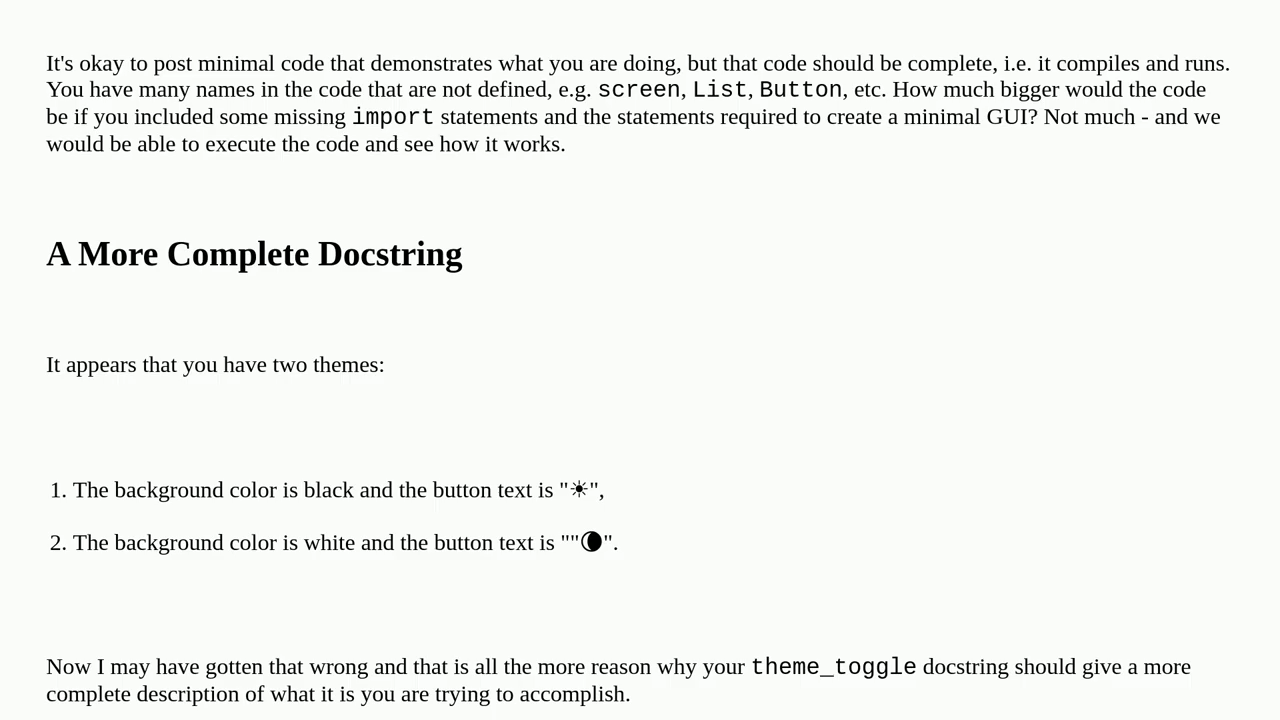 It's okay to post minimal code that demonstrates what you are doing, but that code should be complete, i.e. it compiles and runs.
You have many names in the code that are not defined, e.g. screen, List, Button, etc. How much bigger would the code
be if you included some missing import statements and the statements required to create a minimal GUI? Not much - and we
would be able to execute the code and see how it works.
A More Complete Docstring
It appears that you have two themes:
1. The background color is black and the button text is "☀",
2. The background color is white and the button text is ""🌘".
Now I may have gotten that wrong and that is all the more reason why your theme_toggle docstring should give a more
complete description of what it is you are trying to accomplish.